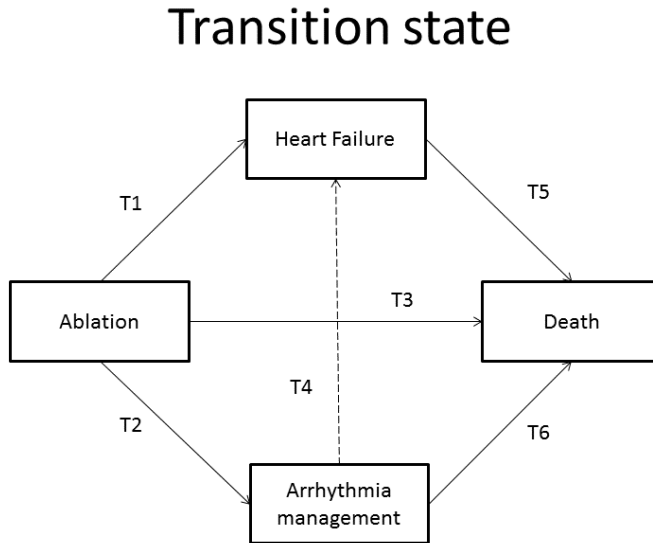 Transition state
Heart Failure
T1
T5
Ablation
T3
Death
T4
T2
T6
Arrhythmia
management